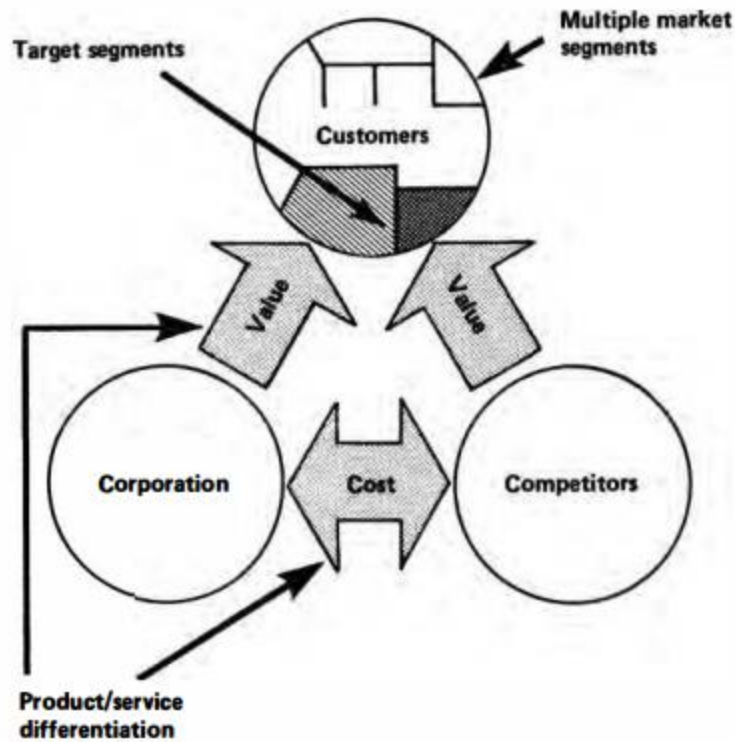 Target segments
Multiple market
segments
Customers
Value
Value
Corporation
Cost
Competitors
Product/service
differentiation